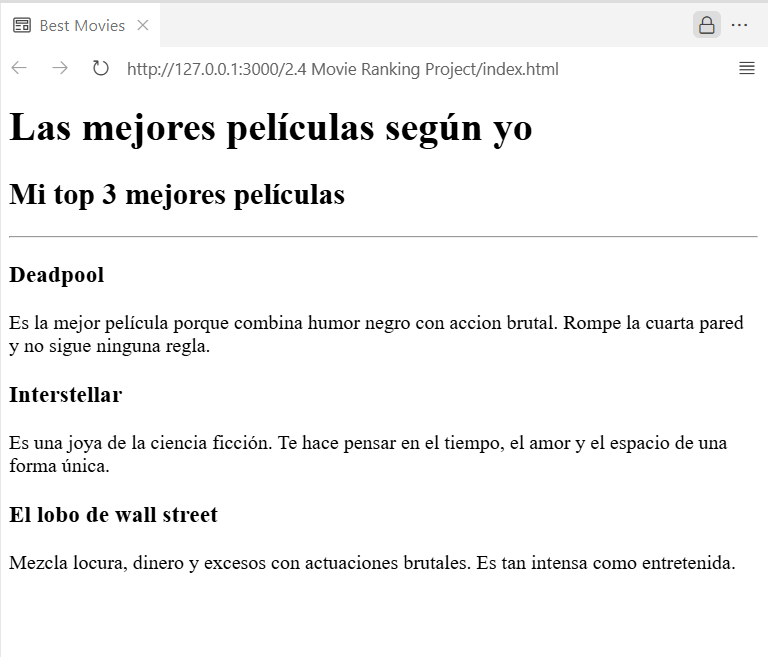 Best Movies
http://127.0.0.1:3000/2.4 Movie Ranking Project/index.html
Las mejores películas según yo
Mi top 3 mejores películas
Deadpool
Es la mejor película porque combina humor negro con accion brutal. Rompe la cuarta pared
y no sigue ninguna regla.
Interstellar
Es una joya de la ciencia ficción. Te hace pensar en el tiempo, el amor y el espacio de una
forma única.
El lobo de wall street
Mezcla locura, dinero y excesos con actuaciones brutales. Es tan intensa como entretenida.